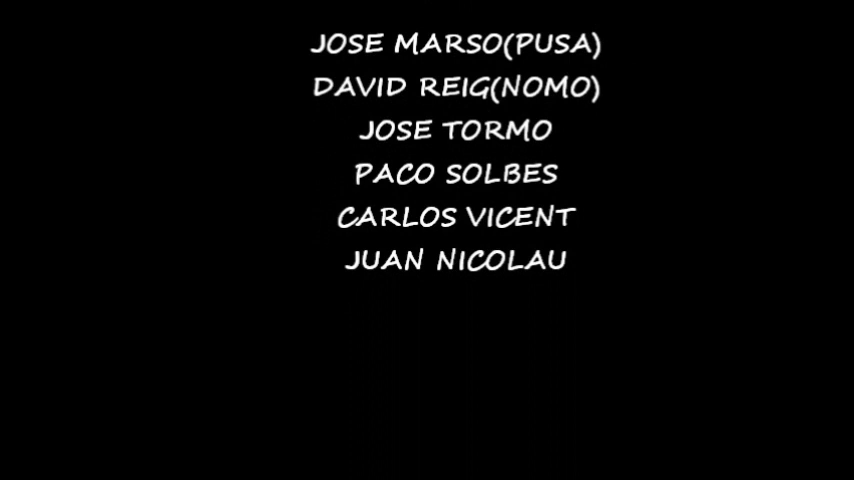 JOSE MARSO(PUSA)
DAVID REIG(NOMO)
JOSE TORMO
PACO SOLBES
CARLOS VICENT
JUAN NICOLAU